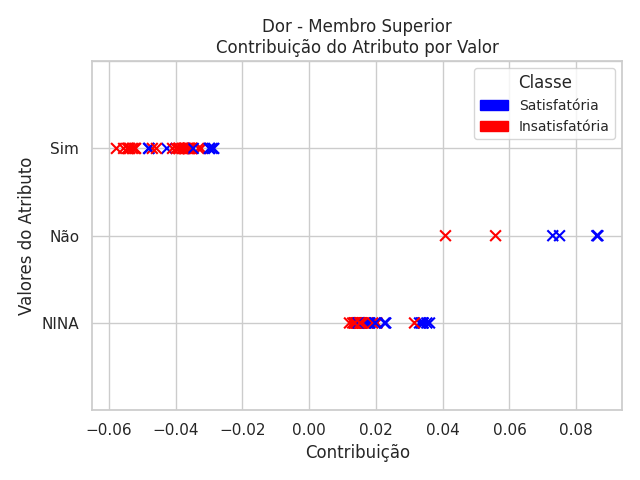 Dor - Membro Superior
Contribuição do Atributo por Valor
Classe
Satisfatória
Insatisfatória
Valores do Atributo
Sim
Não
NINA
−0.06 −0.04 −0.02 0.00 0.02 0.04 0.06 0.08
Contribuição